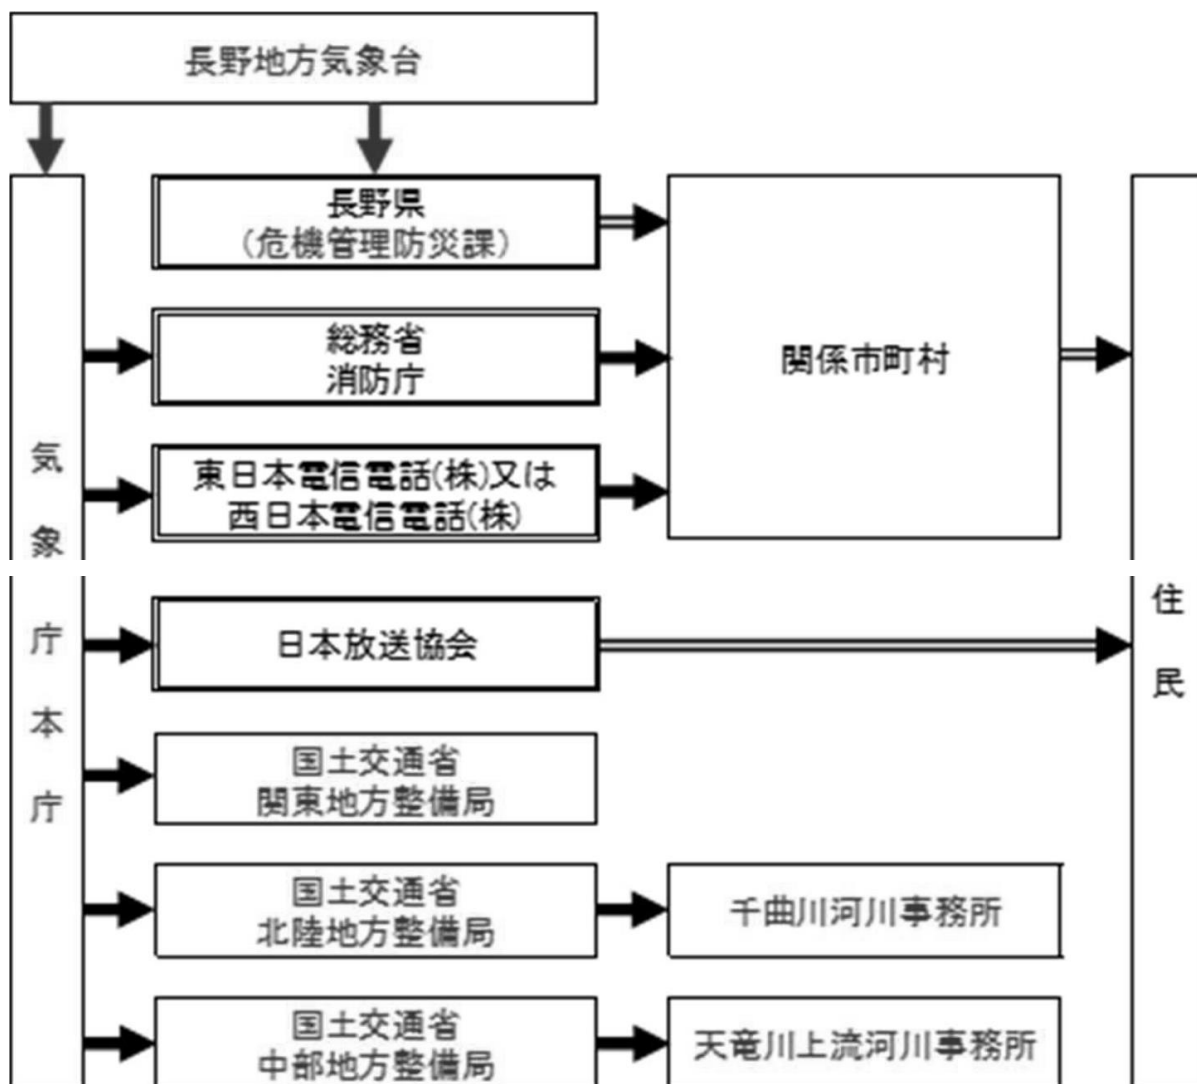 長野地方気象台
気象庁本庁
長野県
(危機管理防災課)
総務省
消防庁
東日本電信電話(株)又は
西日本電信電話(株)
関係市町村
住民
日本放送協会
国土交通省
関東地方整備局
国土交通省
北陸地方整備局
千曲川河川事務所
国土交通省
中部地方整備局
天竜川上流河川事務所